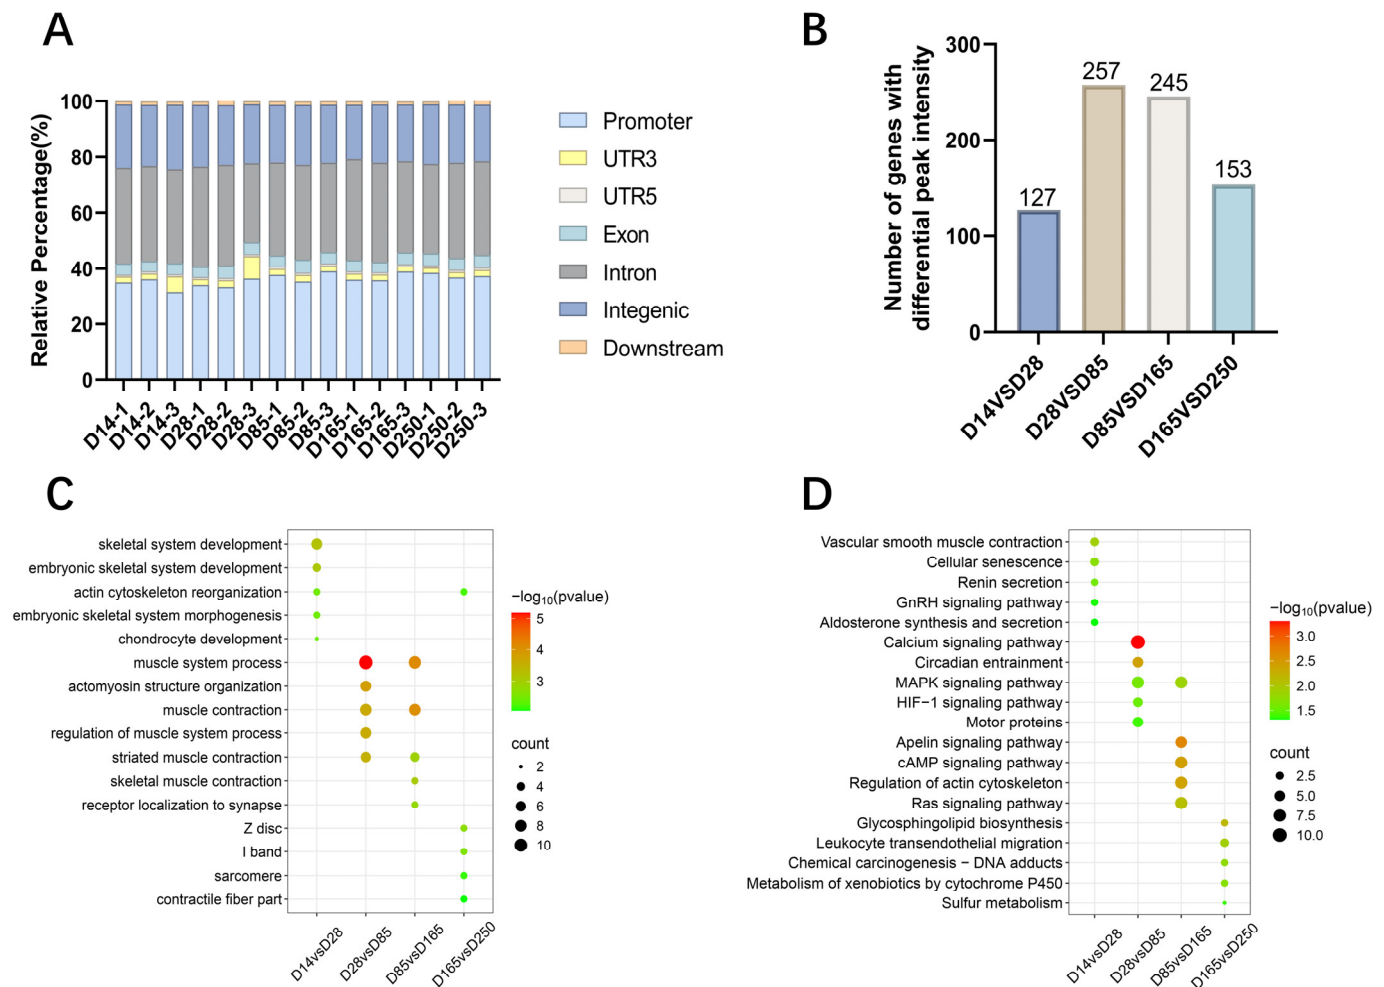 A
Relative Percentage(%)
100
80
60
40
20
0
D14-1
D14-2
D14-3
D28-1
D28-2
D28-3
D85-1
D85-2
D85-3
D165-1
D165-2
D165-3
D250-1
D250-2
D250-3
Promoter
UTR3
UTR5
Exon
Intron
Integenic
Downstream
B
Number of genes with
differential peak intensity
300
200
100
0
127
257
245
153
D14VSD28
D28VSD85
D85VSD165
D165VSD250
C
skeletal system development
embryonic skeletal system development
actin cytoskeleton reorganization
embryonic skeletal system morphogenesis
chondrocyte development
muscle system process
actomyosin structure organization
muscle contraction
regulation of muscle system process
striated muscle contraction
skeletal muscle contraction
receptor localization to synapse
Z disc
I band
sarcomere
contractile fiber part
D14vsD28
D28vsD85
D85vsD165
D165vsD250
−log10(pvalue)
5
4
3
count
2
4
6
8
10
D
Vascular smooth muscle contraction
Cellular senescence
Renin secretion
GnRH signaling pathway
Aldosterone synthesis and secretion
Calcium signaling pathway
Circadian entrainment
MAPK signaling pathway
HIF−1 signaling pathway
Motor proteins
Apelin signaling pathway
cAMP signaling pathway
Regulation of actin cytoskeleton
Ras signaling pathway
Glycosphingolipid biosynthesis
Leukocyte transendothelial migration
Chemical carcinogenesis − DNA adducts
Metabolism of xenobiotics by cytochrome P450
Sulfur metabolism
D14vsD28
D28vsD85
D85vsD165
D165vsD250
−log10(pvalue)
3.0
2.5
2.0
1.5
count
2.5
5.0
7.5
10.0